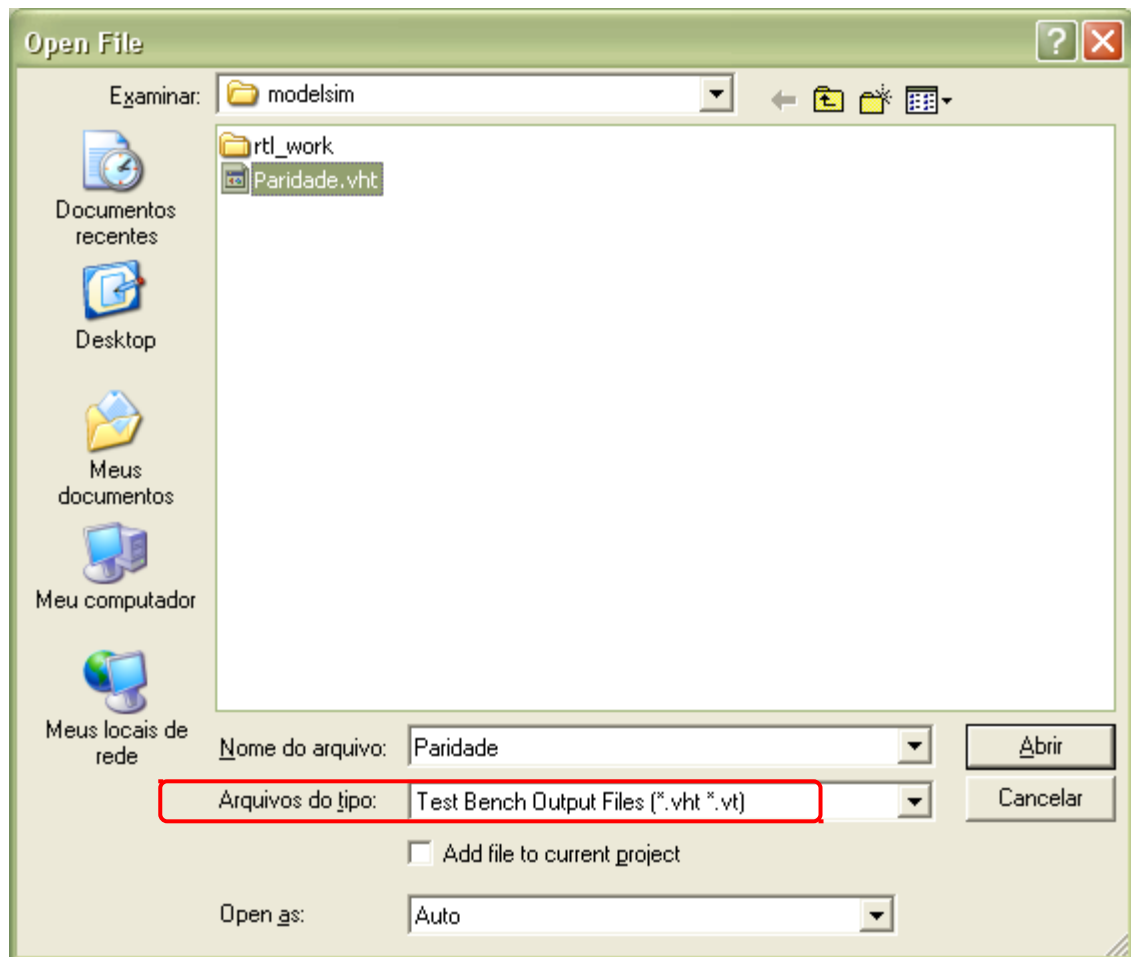 Open File
Examinar:
modelsim
rtl_work
Paridade.vht
Documentos
recentes
Desktop
Meus
documentos
Meu computador
Meus locais de
rede
Nome do arquivo:
Paridade
Abrir
Arquivos do tipo:
Test Bench Output Files (*.vht *.vt)
Cancelar
Add file to current project
Open as:
Auto